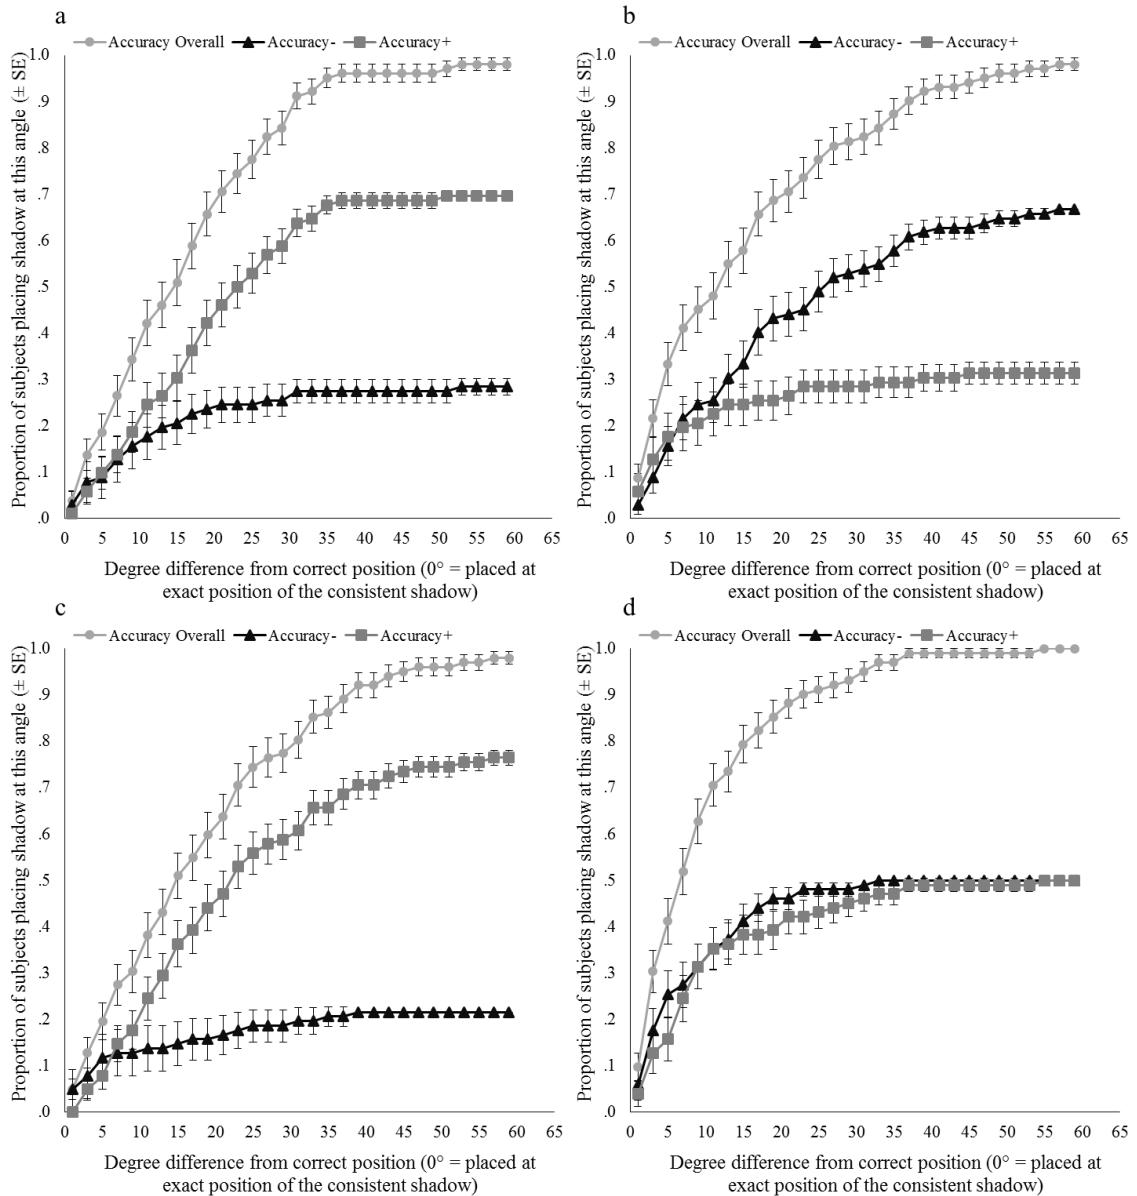 a
Accuracy Overall Accuracy- Accuracy+
Proportion of subjects placing shadow at this angle (± SE)
1.0
.9
.8
.7
.6
.5
.4
.3
.2
.1
.0
0 5 10 15 20 25 30 35 40 45 50 55 60 65
Degree difference from correct position (0° = placed at
exact position of the consistent shadow)
b
Accuracy Overall Accuracy- Accuracy+
Proportion of subjects placing shadow at this angle (± SE)
1.0
.9
.8
.7
.6
.5
.4
.3
.2
.1
.0
0 5 10 15 20 25 30 35 40 45 50 55 60 65
Degree difference from correct position (0° = placed at
exact position of the consistent shadow)
c
Accuracy Overall Accuracy- Accuracy+
Proportion of subjects placing shadow at this angle (± SE)
1.0
.9
.8
.7
.6
.5
.4
.3
.2
.1
.0
0 5 10 15 20 25 30 35 40 45 50 55 60 65
Degree difference from correct position (0° = placed at
exact position of the consistent shadow)
d
Accuracy Overall Accuracy- Accuracy+
Proportion of subjects placing shadow at this angle (± SE)
1.0
.9
.8
.7
.6
.5
.4
.3
.2
.1
.0
0 5 10 15 20 25 30 35 40 45 50 55 60 65
Degree difference from correct position (0° = placed at
exact position of the consistent shadow)